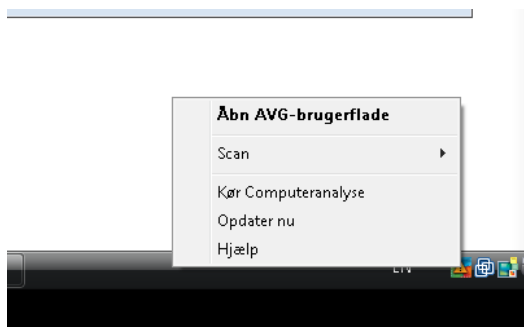 Åbn AVG-brugerflade
Scan
Kør Computeranalyse
Opdater nu
Hjælp